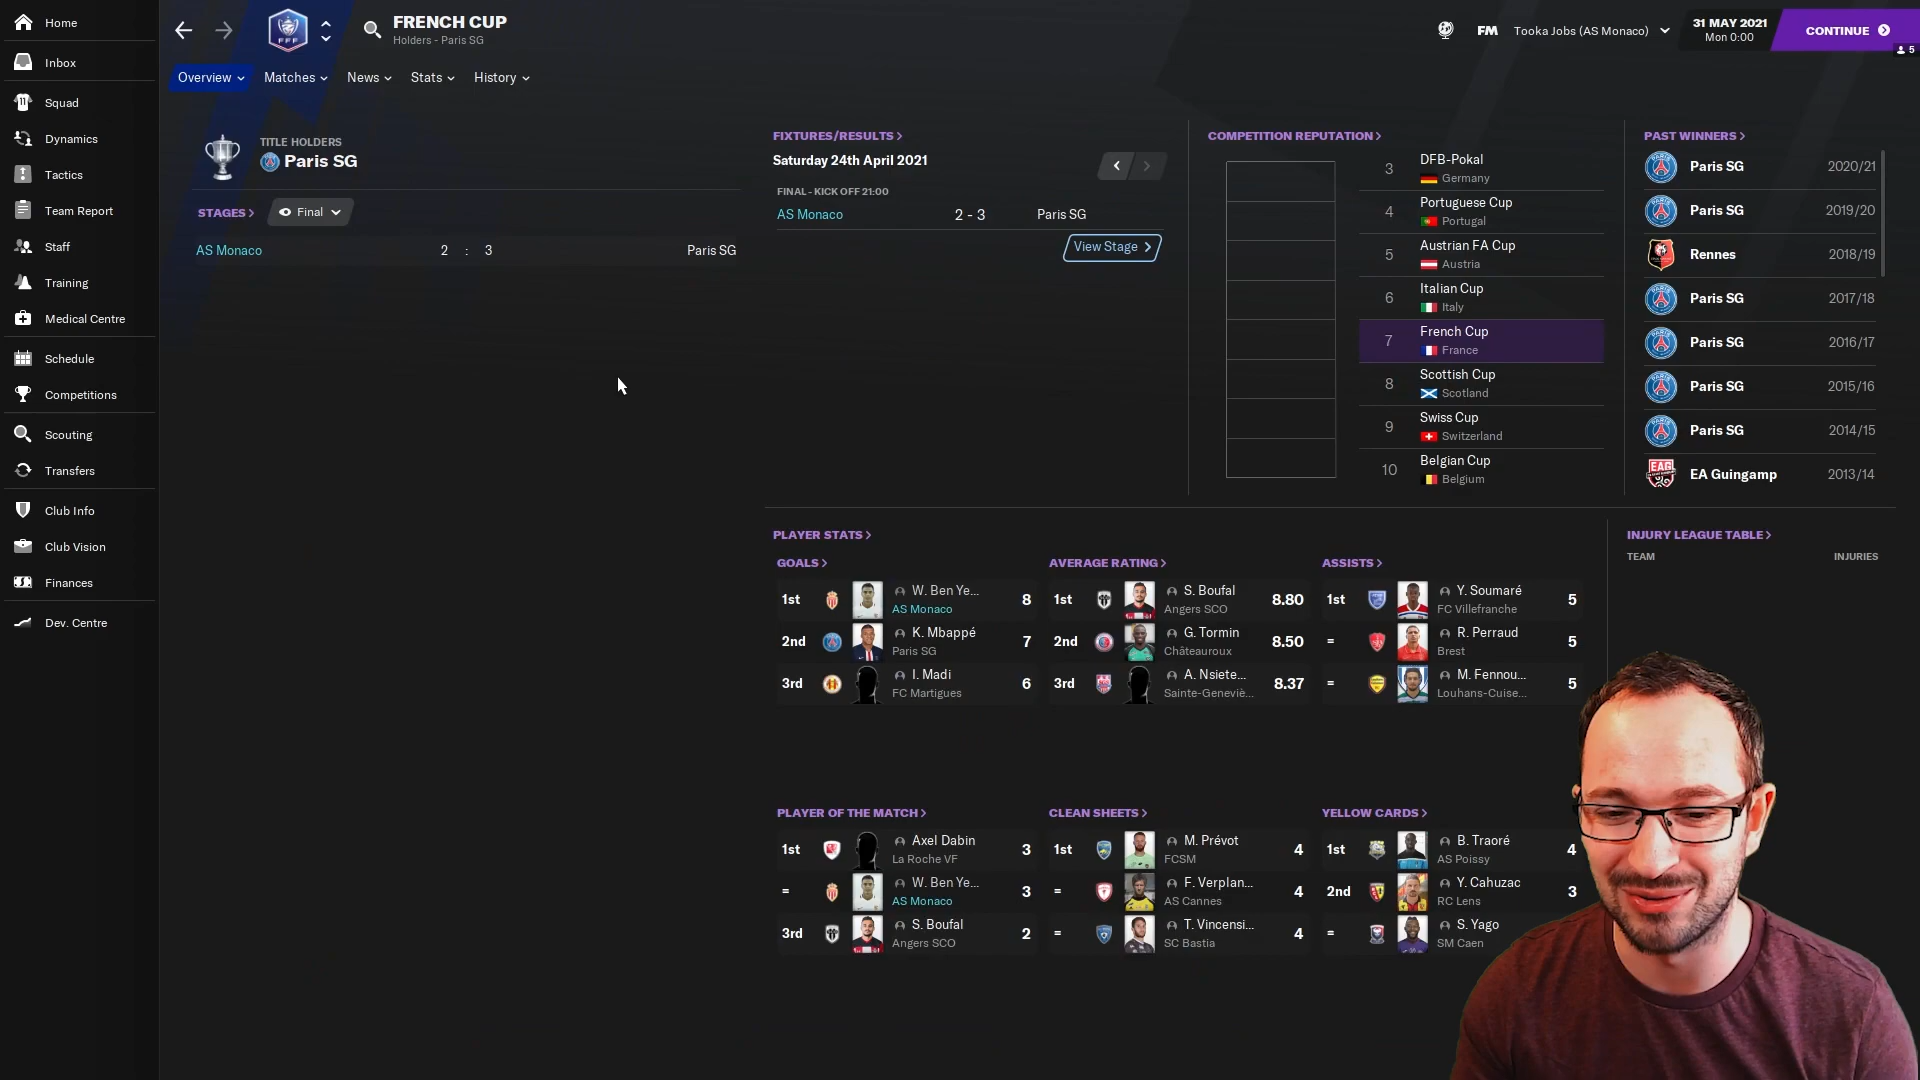 Home
Inbox
Squad
Dynamics
Tactics
Team Report
Staff
Training
Medical Centre
Schedule
Competitions
Scouting
Transfers
Club Info
Club Vision
Finances
Dev. Centre
FRENCH CUP
Holders - Paris SG
FM
Tooka Jobs (AS Monaco)
31 MAY 2021
Mon 0:00
CONTINUE
5
Overview
Matches
News
Stats
History
TITLE HOLDERS
Paris SG
STAGES
Final
AS Monaco 2 : 3 Paris SG
FIXTURES/RESULTS
Saturday 24th April 2021
FINAL - KICK OFF 21:00
AS Monaco 2 - 3 Paris SG
View Stage
COMPETITION REPUTATION
3 DFB-Pokal
Germany
4 Portuguese Cup
Portugal
5 Austrian FA Cup
Austria
6 Italian Cup
Italy
7 French Cup
France
8 Scottish Cup
Scotland
9 Swiss Cup
Switzerland
10 Belgian Cup
Belgium
PAST WINNERS
Paris SG 2020/21
Paris SG 2019/20
Rennes 2018/19
Paris SG 2017/18
Paris SG 2016/17
Paris SG 2015/16
Paris SG 2014/15
EA Guingamp 2013/14
PLAYER STATS
GOALS
1st W. Ben Ye... 8
AS Monaco
2nd K. Mbappé 7
Paris SG
3rd I. Madi 6
FC Martigues
AVERAGE RATING
1st S. Boufal 8.80
Angers SCO
2nd G. Tormin 8.50
Châteauroux
3rd A. Nsiete... 8.37
Sainte-Geneviè...
ASSISTS
1st Y. Soumaré 5
FC Villefranche
= R. Perraud 5
Brest
= M. Fennou... 5
Louhans-Cuise...
INJURY LEAGUE TABLE
TEAM INJURIES
PLAYER OF THE MATCH
1st Axel Dabin 3
La Roche VF
= W. Ben Ye... 3
AS Monaco
3rd S. Boufal 2
Angers SCO
CLEAN SHEETS
1st M. Prévot 4
FCSM
= F. Verplan... 4
AS Cannes
= T. Vincensi... 4
SC Bastia
YELLOW CARDS
1st B. Traoré 4
AS Poissy
2nd Y. Cahuzac 3
RC Lens
= S. Yago
SM Caen